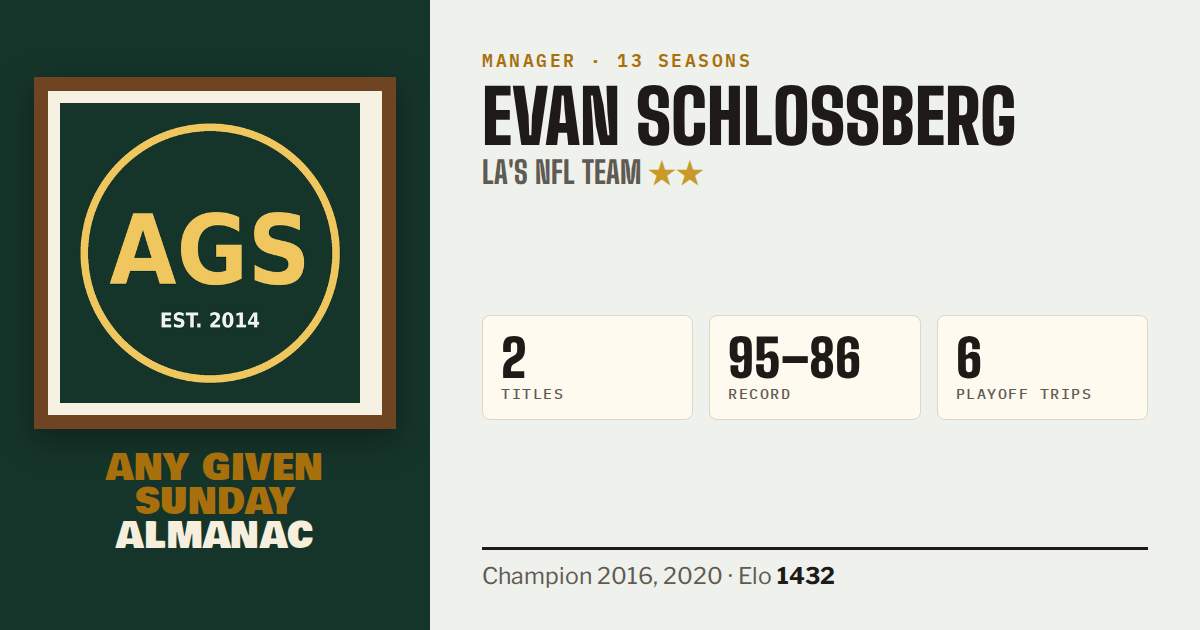 AGS
EST. 2014
ANY GIVEN
SUNDAY
ALMANAC
MANAGER · 13 SEASONS
EVAN SCHLOSSBERG
LA'S NFL TEAM ★★
2
TITLES
95–86
RECORD
6
PLAYOFF TRIPS
Champion 2016, 2020 · Elo 1432